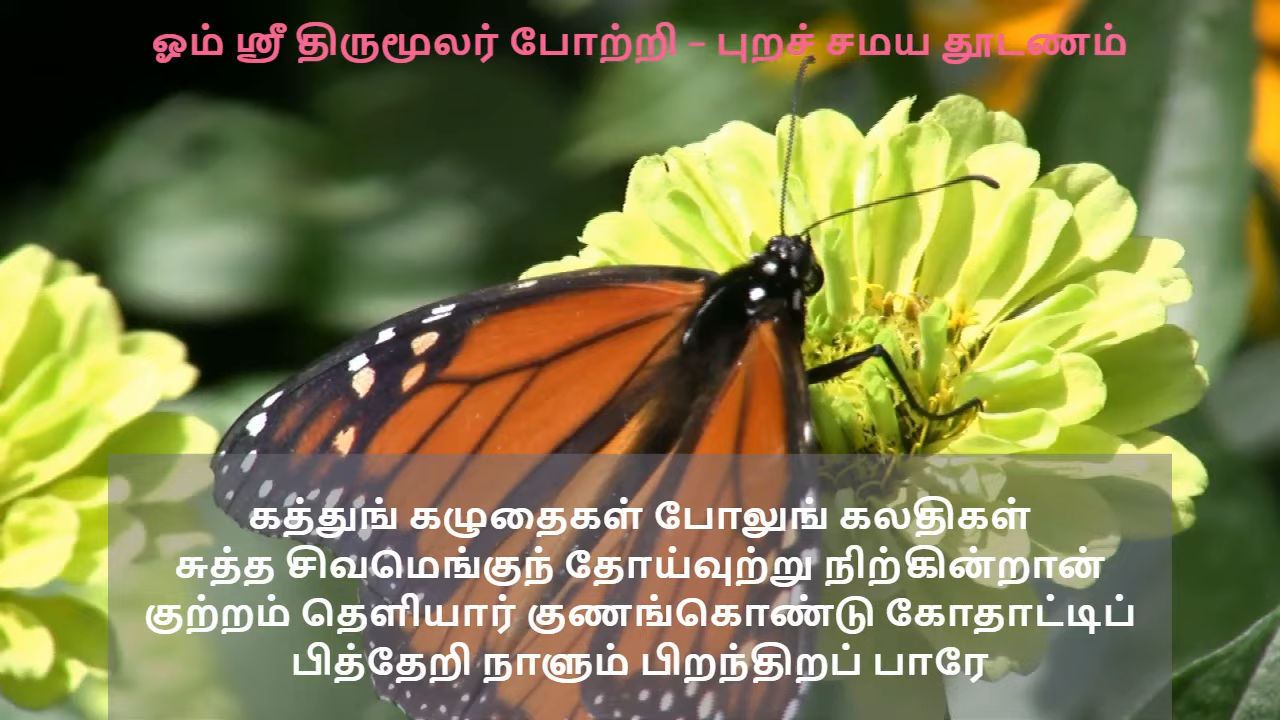 ஓம் ஸ்ரீ திருமூலர் போற்றி - புறச் சமய தூடணம்
கத்துங் கழுதைகள் போலுங் கலதிகள்
சுத்த சிவமெங்குந் தோய்வுற்று நிற்கின்றான்
குற்றம் தெளியார் குணங்கொண்டு கோதாட்டிப்
பித்தேறி நாளும் பிறந்திறப் பாரே